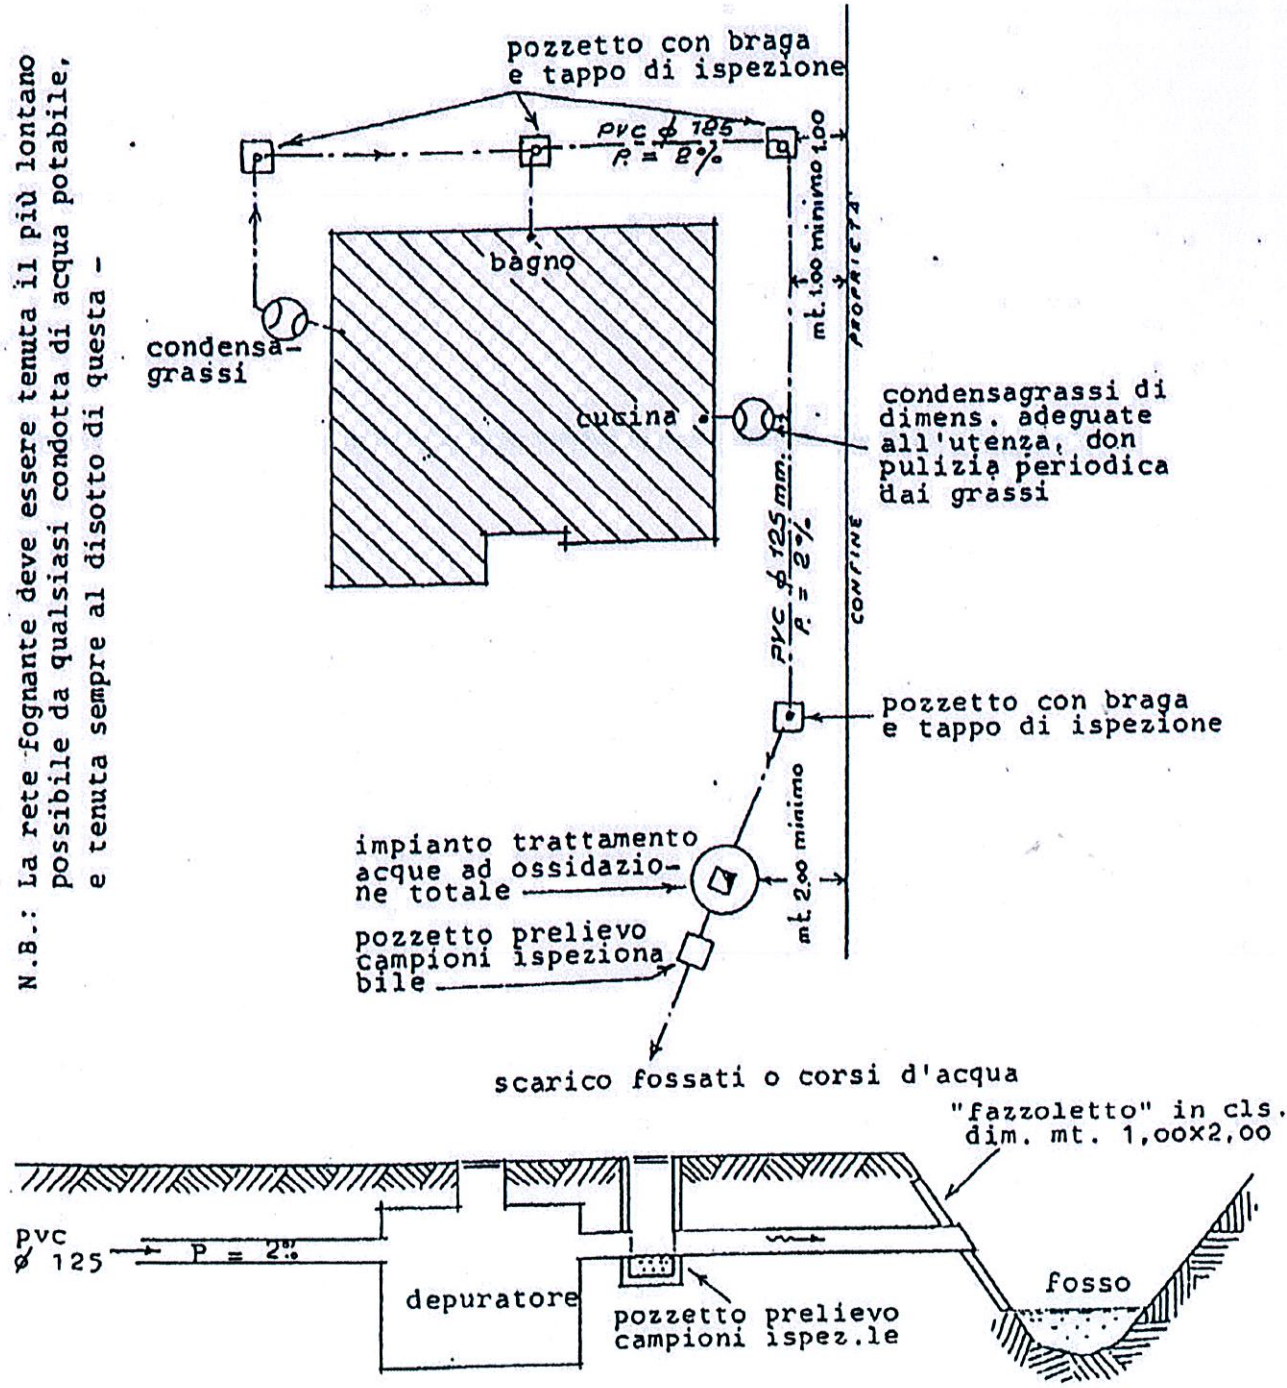 N.B.: La rete fognante deve essere tenuta il più lontano
possibile da qualsiasi condotta di acqua potabile,
e tenuta sempre al disotto di questa -
pozzetto con braga
e tappo di ispezione
PVC ϕ 125
P. = 2%
mt. 1.00 minimo 1.00
PROPRIETA'
bagno
condensa-
grassi
cucina
condensagrassi di
dimens. adeguate
all'utenza, don
pulizia periodica
dai grassi
PVC ϕ 125 mm.
P. = 2%
CONFINE
pozzetto con braga
e tappo di ispezione
mt. 2.00 minimo
impianto trattamento
acque ad ossidazio-
ne totale
pozzetto prelievo
campioni ispeziona
bile
scarico fossati o corsi d'acqua
"fazzoletto" in cls.
dim. mt. 1,00x2,00
pvc
ϕ 125
P = 2%
depuratore
pozzetto prelievo
campioni ispez.le
fosso